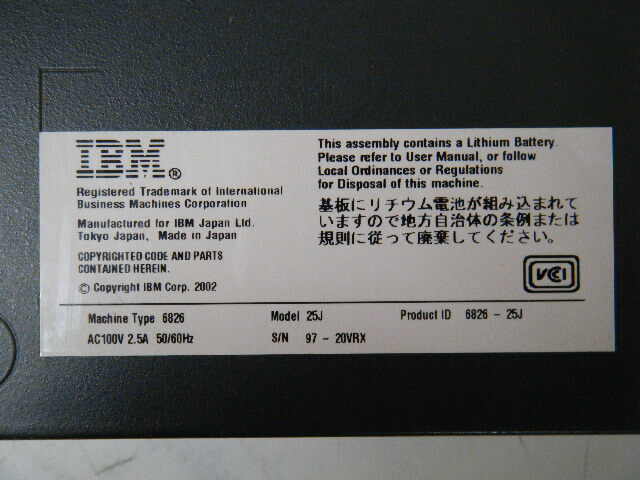 IBM®
Registered Trademark of International
Business Machines Corporation
Manufactured for IBM Japan Ltd.
Tokyo Japan, Made in Japan
COPYRIGHTED CODE AND PARTS
CONTAINED HEREIN.
© Copyright IBM Corp. 2002
This assembly contains a Lithium Battery.
Please refer to User Manual, or follow
Local Ordinances or Regulations
for Disposal of this machine.
基板にリチウム電池が組み込まれて
いますので地方自治体の条例または
規則に従って廃棄してください。
VCCI
Machine Type 6826 Model 25J Product ID 6826 - 25J
AC100V 2.5A 50/60Hz S/N 97 - 20VRX